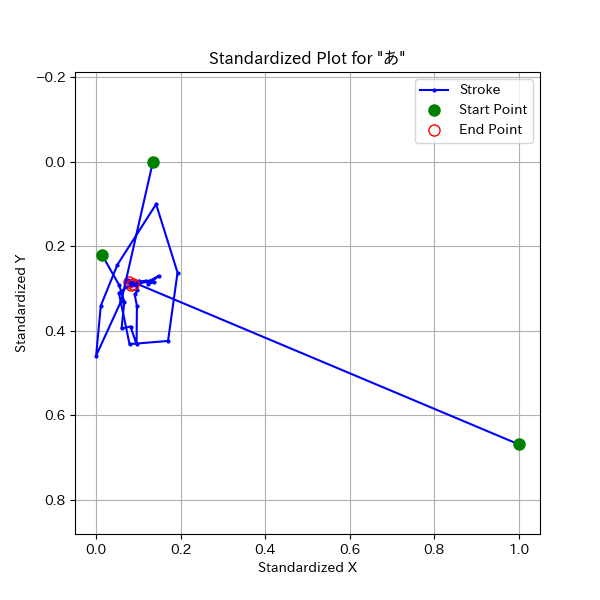 Standardized Plot for "あ"
Stroke
Start Point
End Point
−0.2
0.0
0.2
0.4
0.6
0.8
Standardized Y
0.0 0.2 0.4 0.6 0.8 1.0
Standardized X